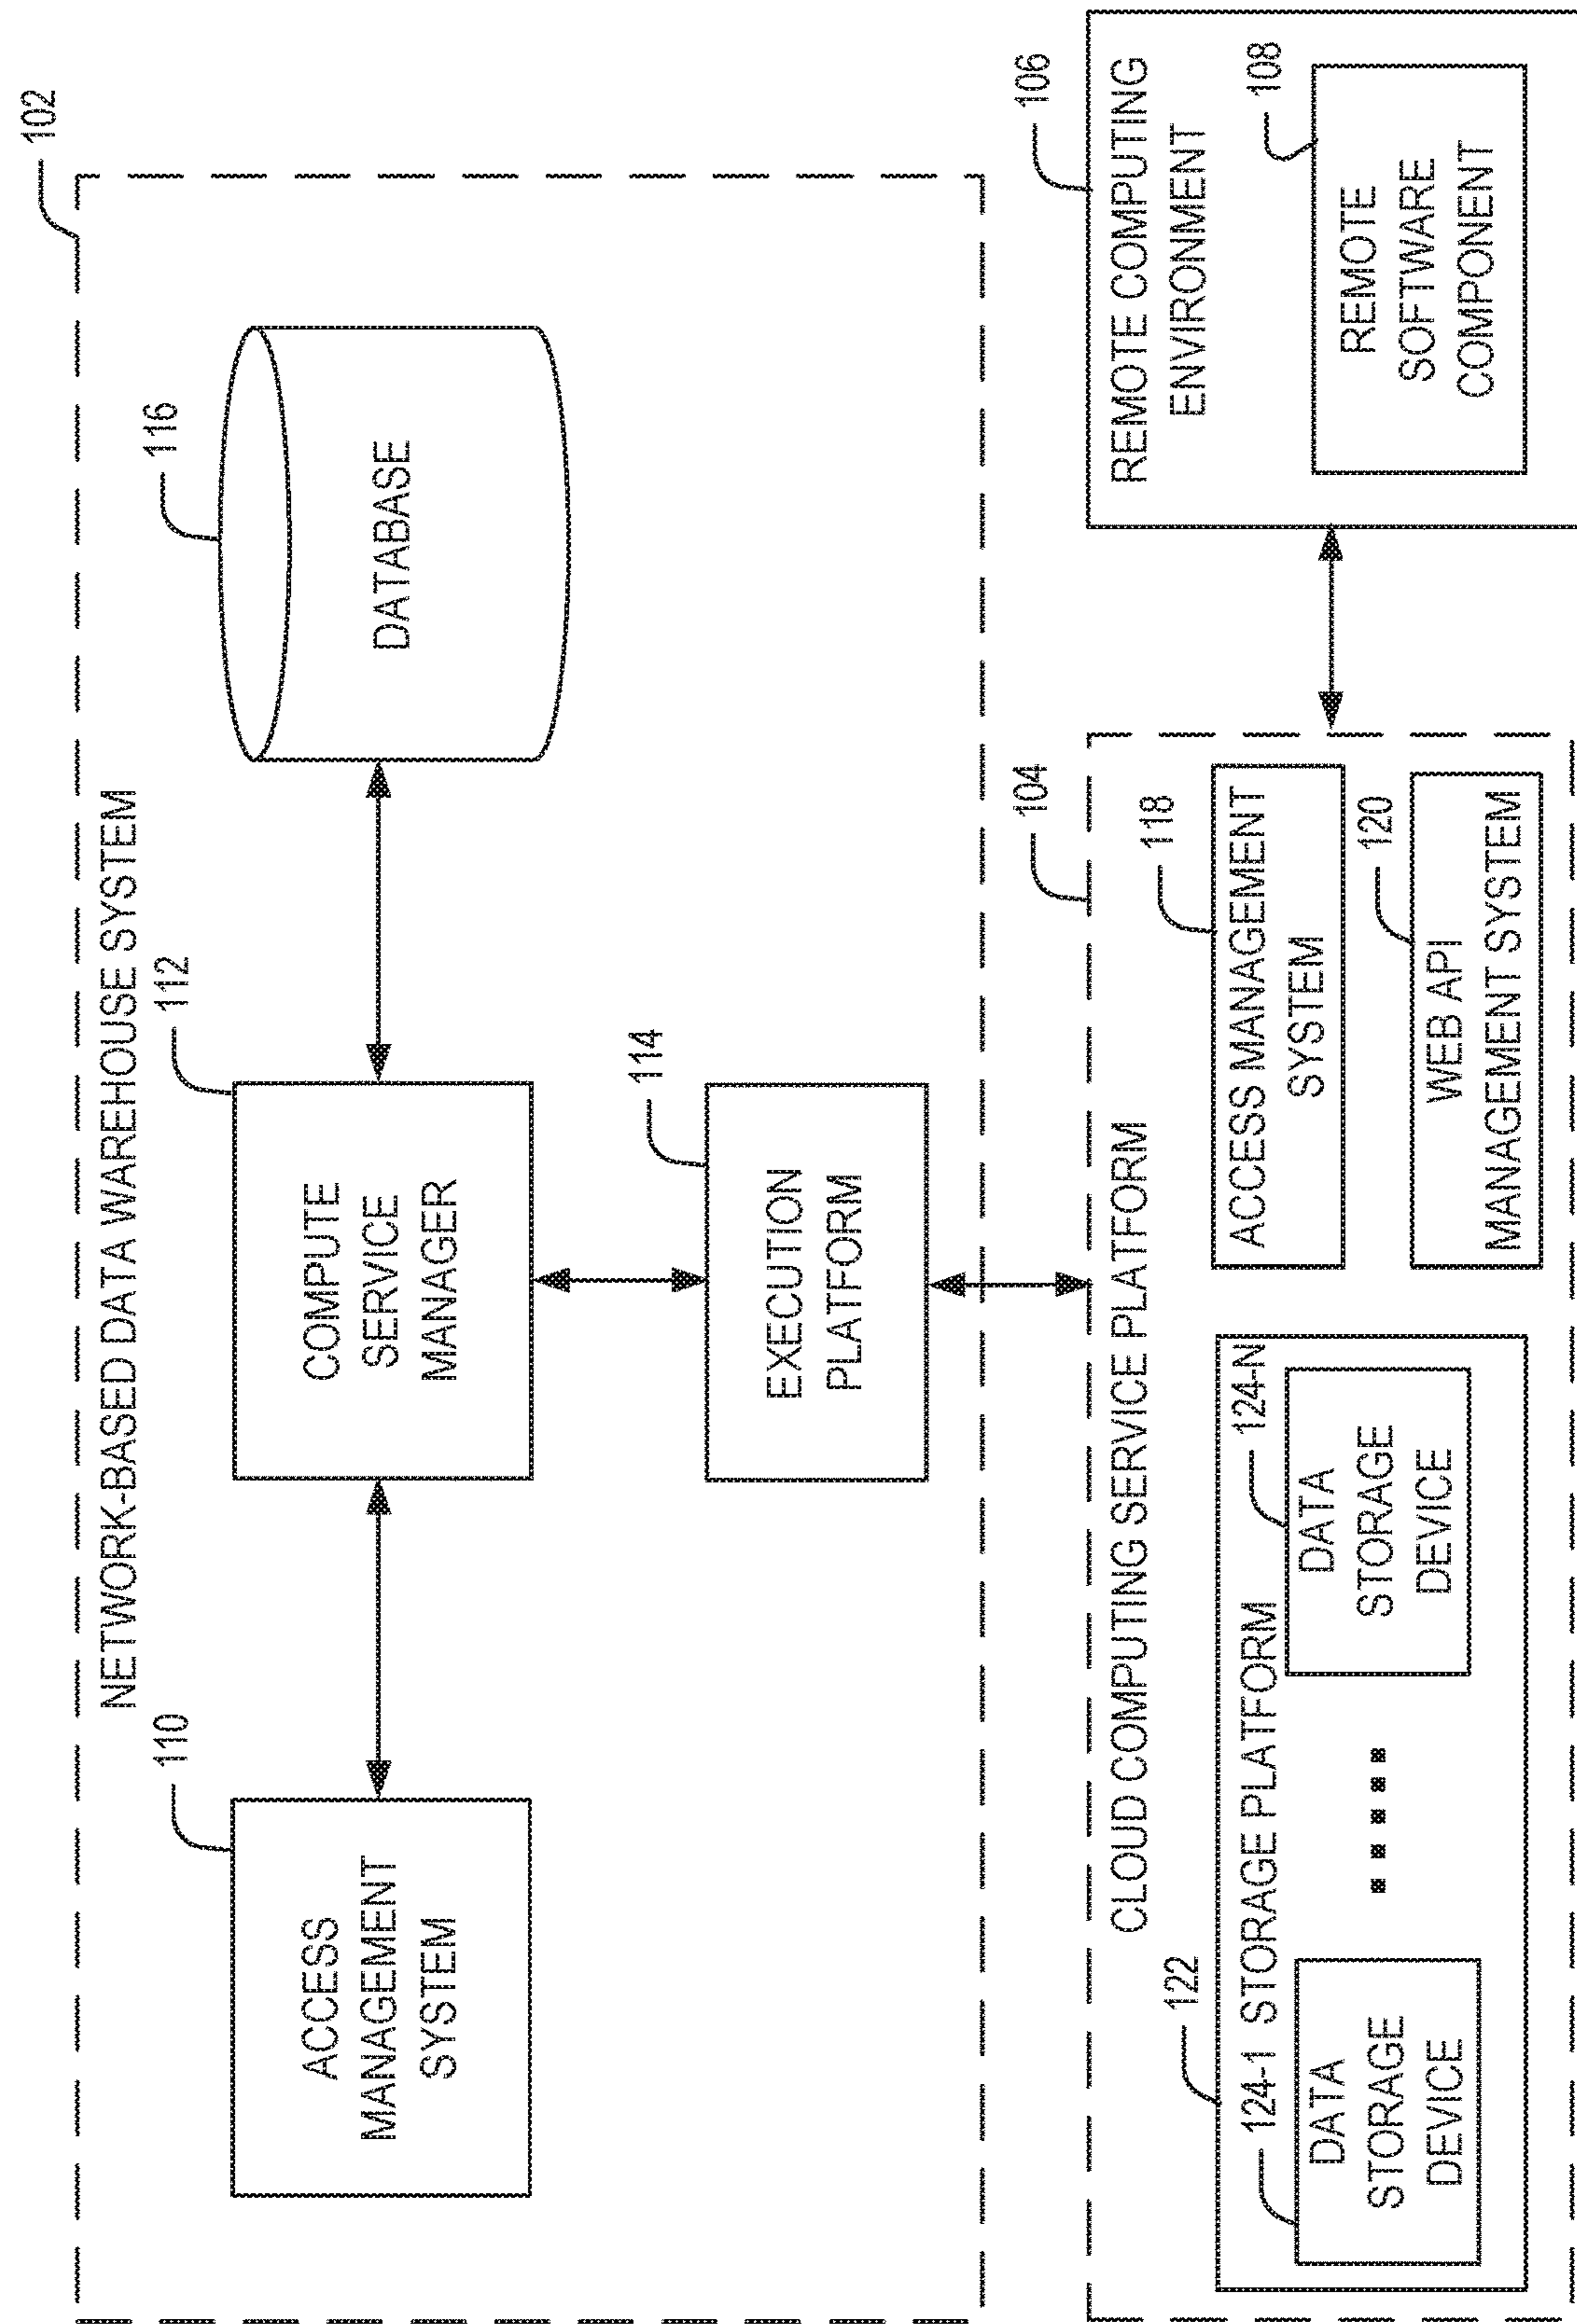 102
NETWORK-BASED DATA WAREHOUSE SYSTEM
110
ACCESS
MANAGEMENT
SYSTEM
112
COMPUTE
SERVICE
MANAGER
116
DATABASE
114
EXECUTION
PLATFORM
104
CLOUD COMPUTING SERVICE PLATFORM
122
124-1 STORAGE PLATFORM
124-N
DATA
STORAGE
DEVICE
DATA
STORAGE
DEVICE
118
ACCESS MANAGEMENT
SYSTEM
120
WEB API
MANAGEMENT SYSTEM
106
REMOTE COMPUTING
ENVIRONMENT
108
REMOTE
SOFTWARE
COMPONENT